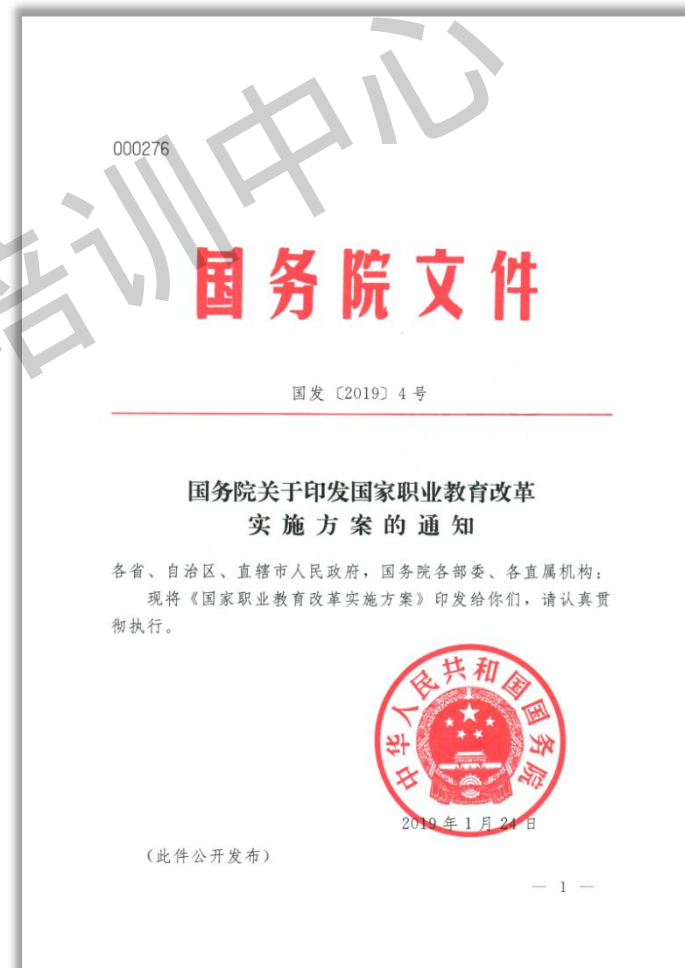 000276
国务院文件
国发〔2019〕4号
国务院关于印发国家职业教育改革
实施方案的通知
各省、自治区、直辖市人民政府，国务院各部委、各直属机构：
现将《国家职业教育改革实施方案》印发给你们，请认真贯
彻执行。
中华人民共和国国务院
2019年1月24日
（此件公开发布）
— 1 —
培训中心